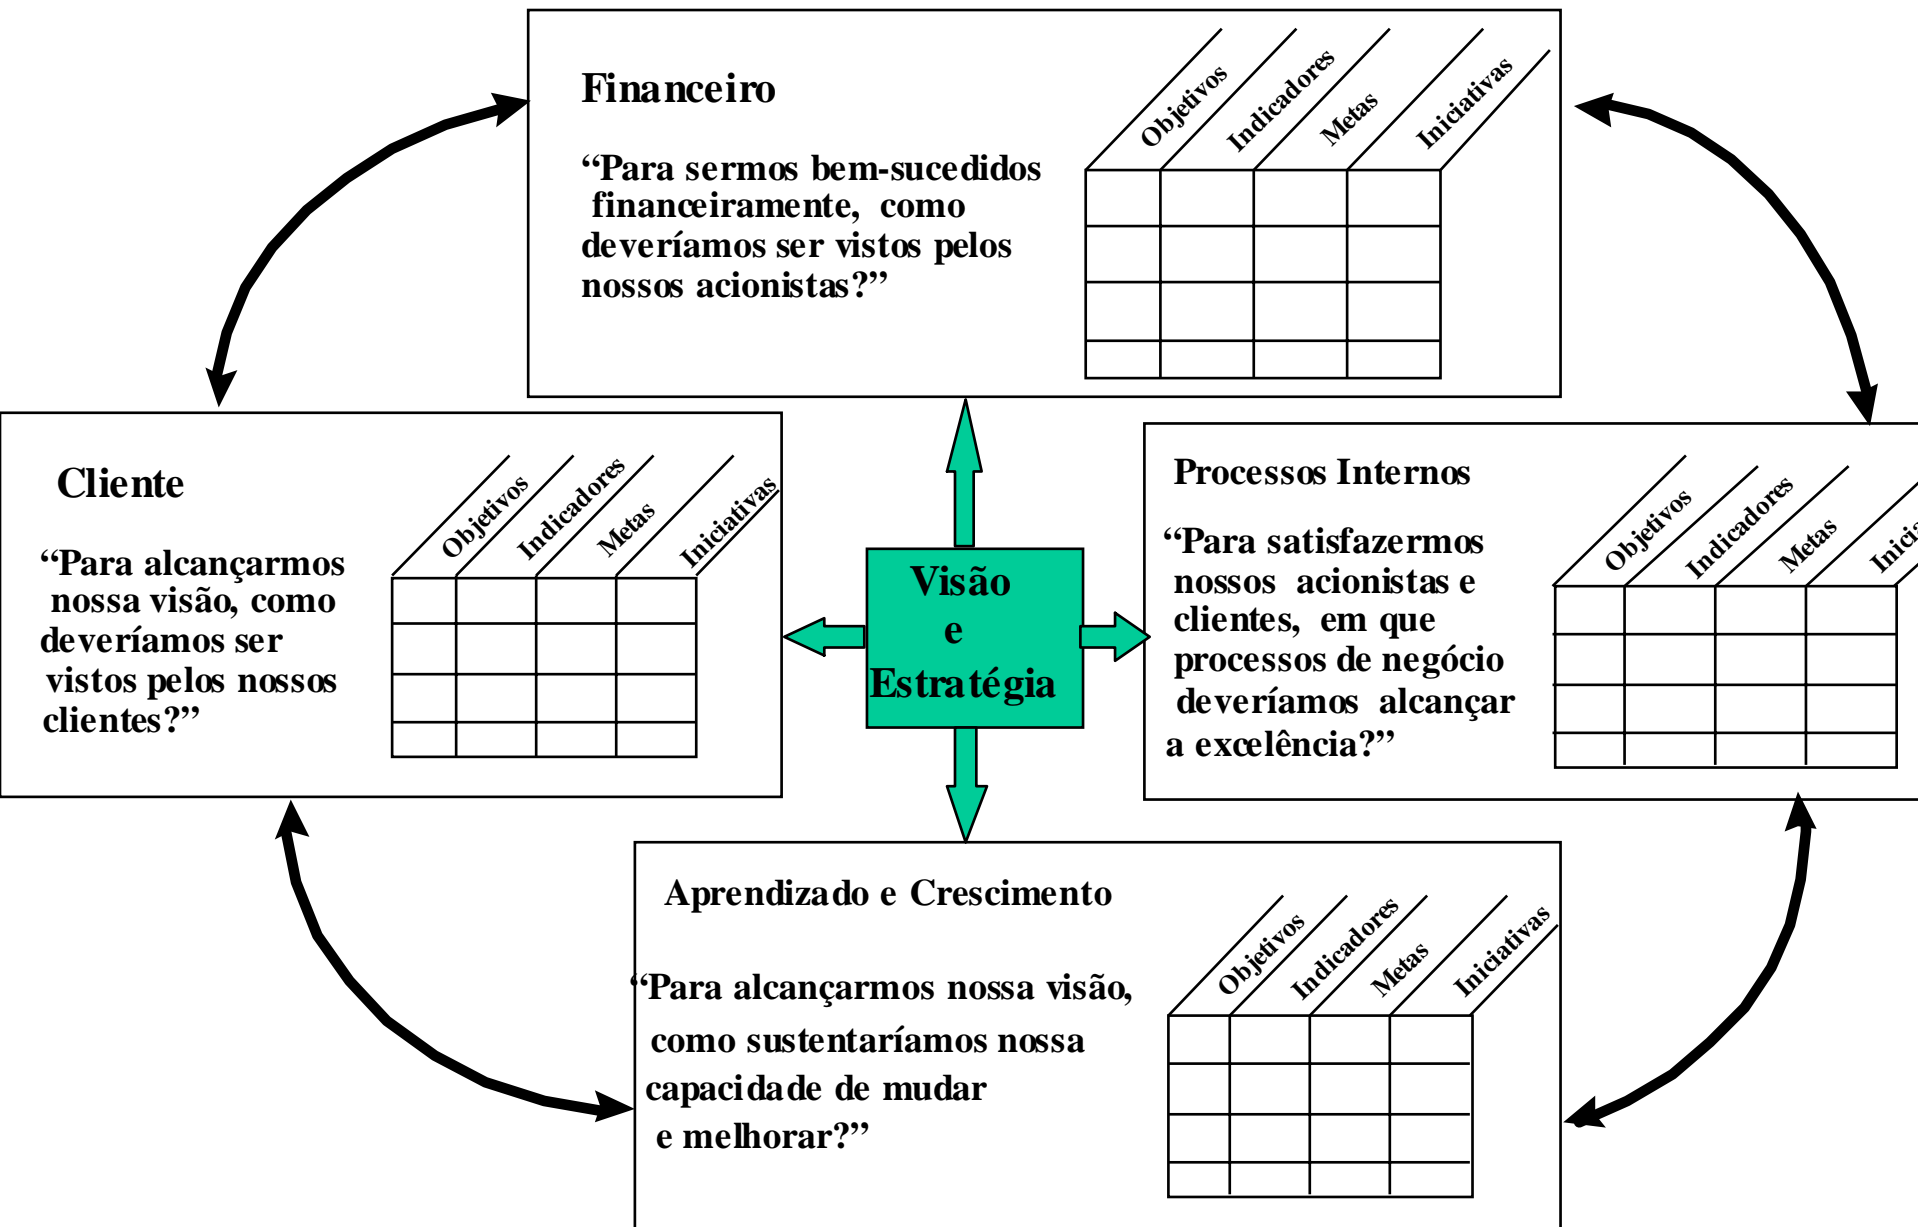 Financeiro
“Para sermos bem-sucedidos
financeiramente, como
deveríamos ser vistos pelos
nossos acionistas?”
Objetivos
Indicadores
Metas
Iniciativas
Cliente
“Para alcançarmos
nossa visão, como
deveríamos ser
vistos pelos nossos
clientes?”
Objetivos
Indicadores
Metas
Iniciativas
Visão
e
Estratégia
Processos Internos
“Para satisfazermos
nossos acionistas e
clientes, em que
processos de negócio
deveríamos alcançar
a excelência?”
Objetivos
Indicadores
Metas
Aprendizado e Crescimento
“Para alcançarmos nossa visão,
como sustentaríamos nossa
capacidade de mudar
e melhorar?”
Objetivos
Indicadores
Metas
Iniciativas